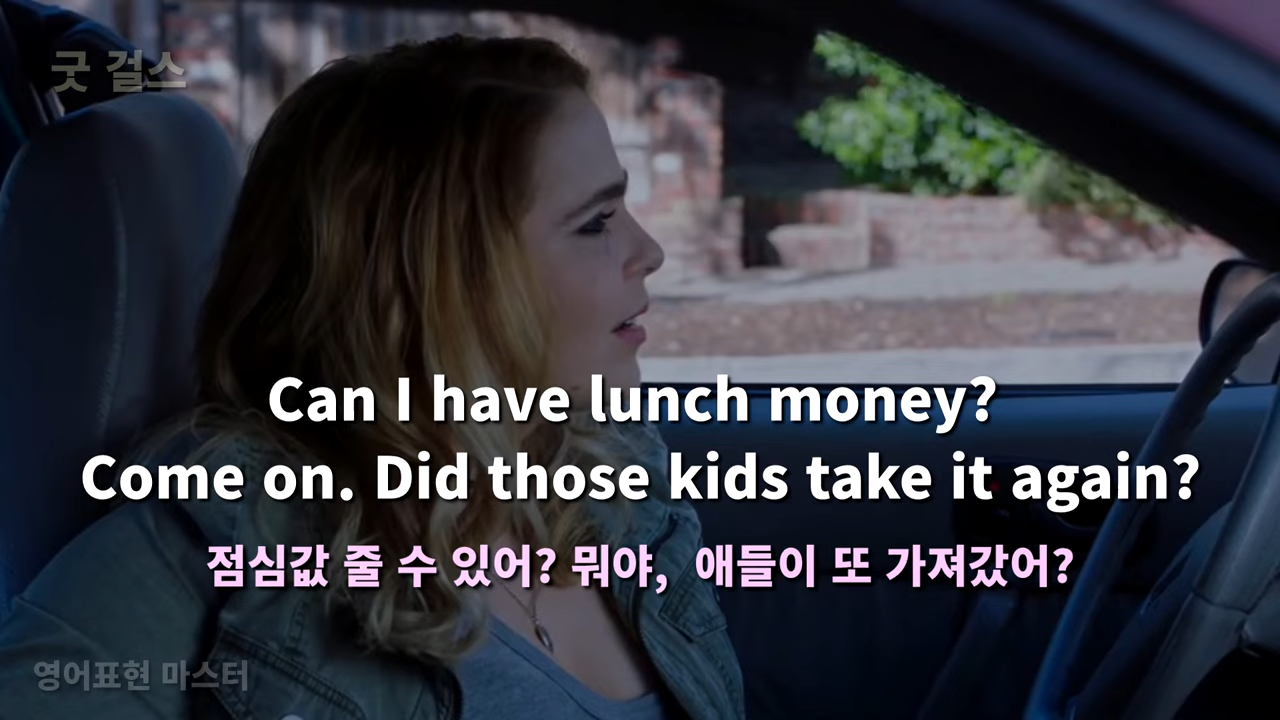 굿 걸스
Can I have lunch money?
Come on. Did those kids take it again?
점심값 줄 수 있어? 뭐야, 애들이 또 가져갔어?
영어표현 마스터